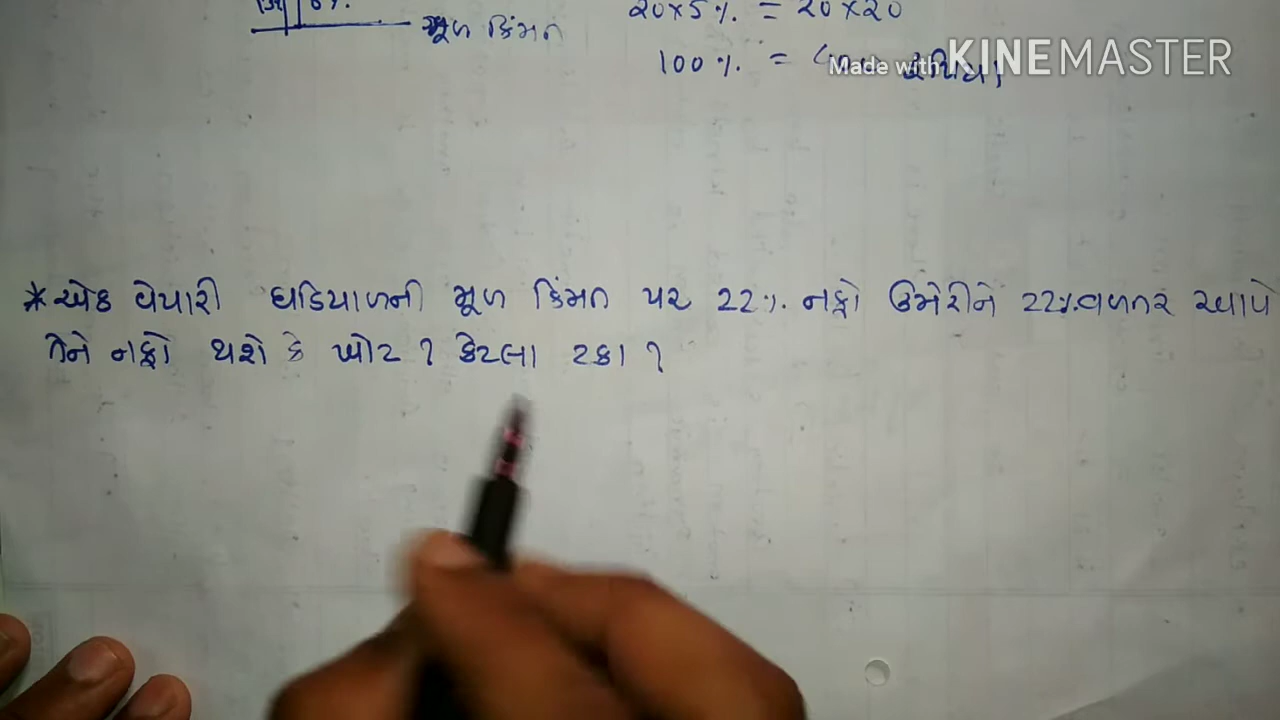 મૂળ કિંમત
20×5% = 20×20
100% =
Made with KINEMASTER
*એક વેપારી ઘડિયાળની મૂળ કિંમત પર 22% નફો ઉમેરીને 22% વળતર આપે
તેને નફો થશે કે ખોટ ? કેટલા ટકા ?